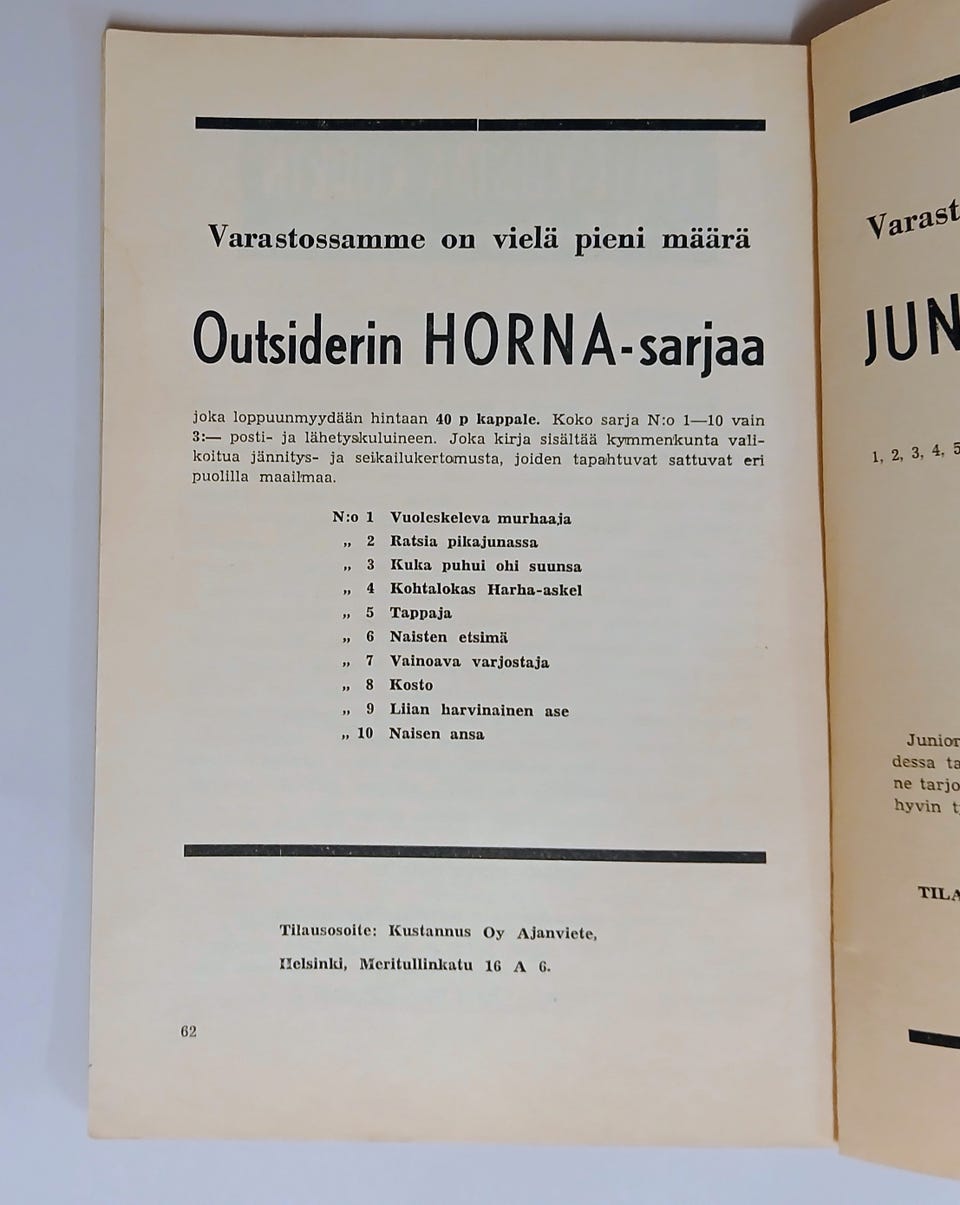 Varastossamme on vielä pieni määrä
Outsiderin HORNA-sarjaa
joka loppuunmyydään hintaan 40 p kappale. Koko sarja N:o 1—10 vain
3:— posti- ja lähetyskuluineen. Joka kirja sisältää kymmenkunta vali-
koitua jännitys- ja seikailukertomusta, joiden tapahtuvat sattuvat eri
puolilla maailmaa.
N:o 1 Vuoleskeleva murhaaja
„ 2 Ratsia pikajunassa
„ 3 Kuka puhui ohi suunsa
„ 4 Kohtalokas Harha-askel
„ 5 Tappaja
„ 6 Naisten etsimä
„ 7 Vainoava varjostaja
„ 8 Kosto
„ 9 Liian harvinainen ase
„ 10 Naisen ansa
Tilausosoite: Kustannus Oy Ajanviete,
Helsinki, Meritullinkatu 16 A 6.
62
Varast
JUN
1, 2, 3, 4, 5
Junior
dessa ta
ne tarjo
hyvin t
TILA